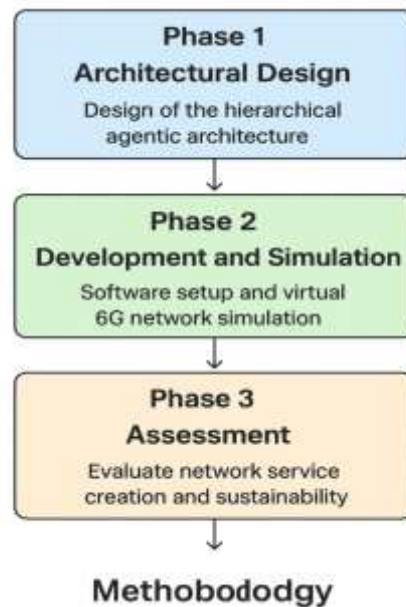 Phase 1
Architectural Design
Design of the hierarchical
agentic architecture
Phase 2
Development and Simulation
Software setup and virtual
6G network simulation
Phase 3
Assessment
Evaluate network service
creation and sustainability
Methobododgy